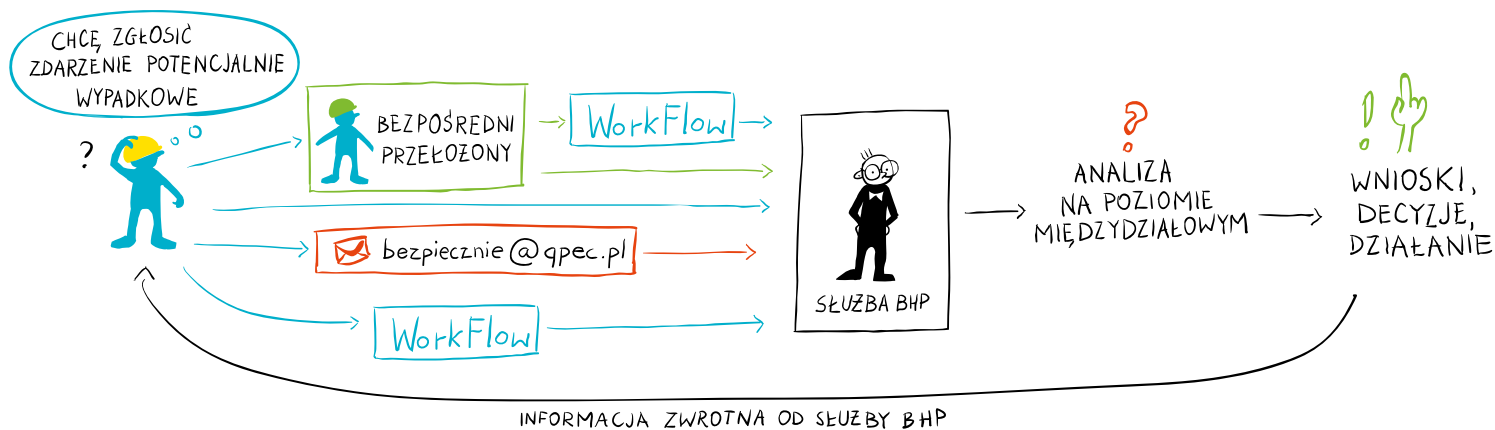 CHCĘ ZGŁOSIĆ
ZDARZENIE POTENCJALNIE
WYPADKOWE
?
BEZPOŚREDNI
PRZEŁOŻONY
WorkFlow
bezpiecznie@qpec.pl
WorkFlow
SŁUŻBA BHP
?
ANALIZA
NA POZIOMIE
MIĘDZYDZIAŁOWYM
!
WNIOSKI,
DECYZJE,
DZIAŁANIE
INFORMACJA ZWROTNA OD SŁUŻBY BHP